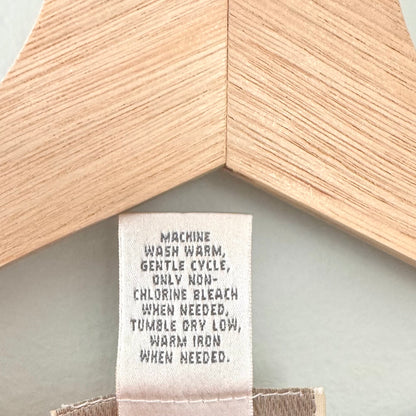 MACHINE
WASH WARM,
GENTLE CYCLE,
ONLY NON-
CHLORINE BLEACH
WHEN NEEDED,
TUMBLE DRY LOW,
WARM IRON
WHEN NEEDED.